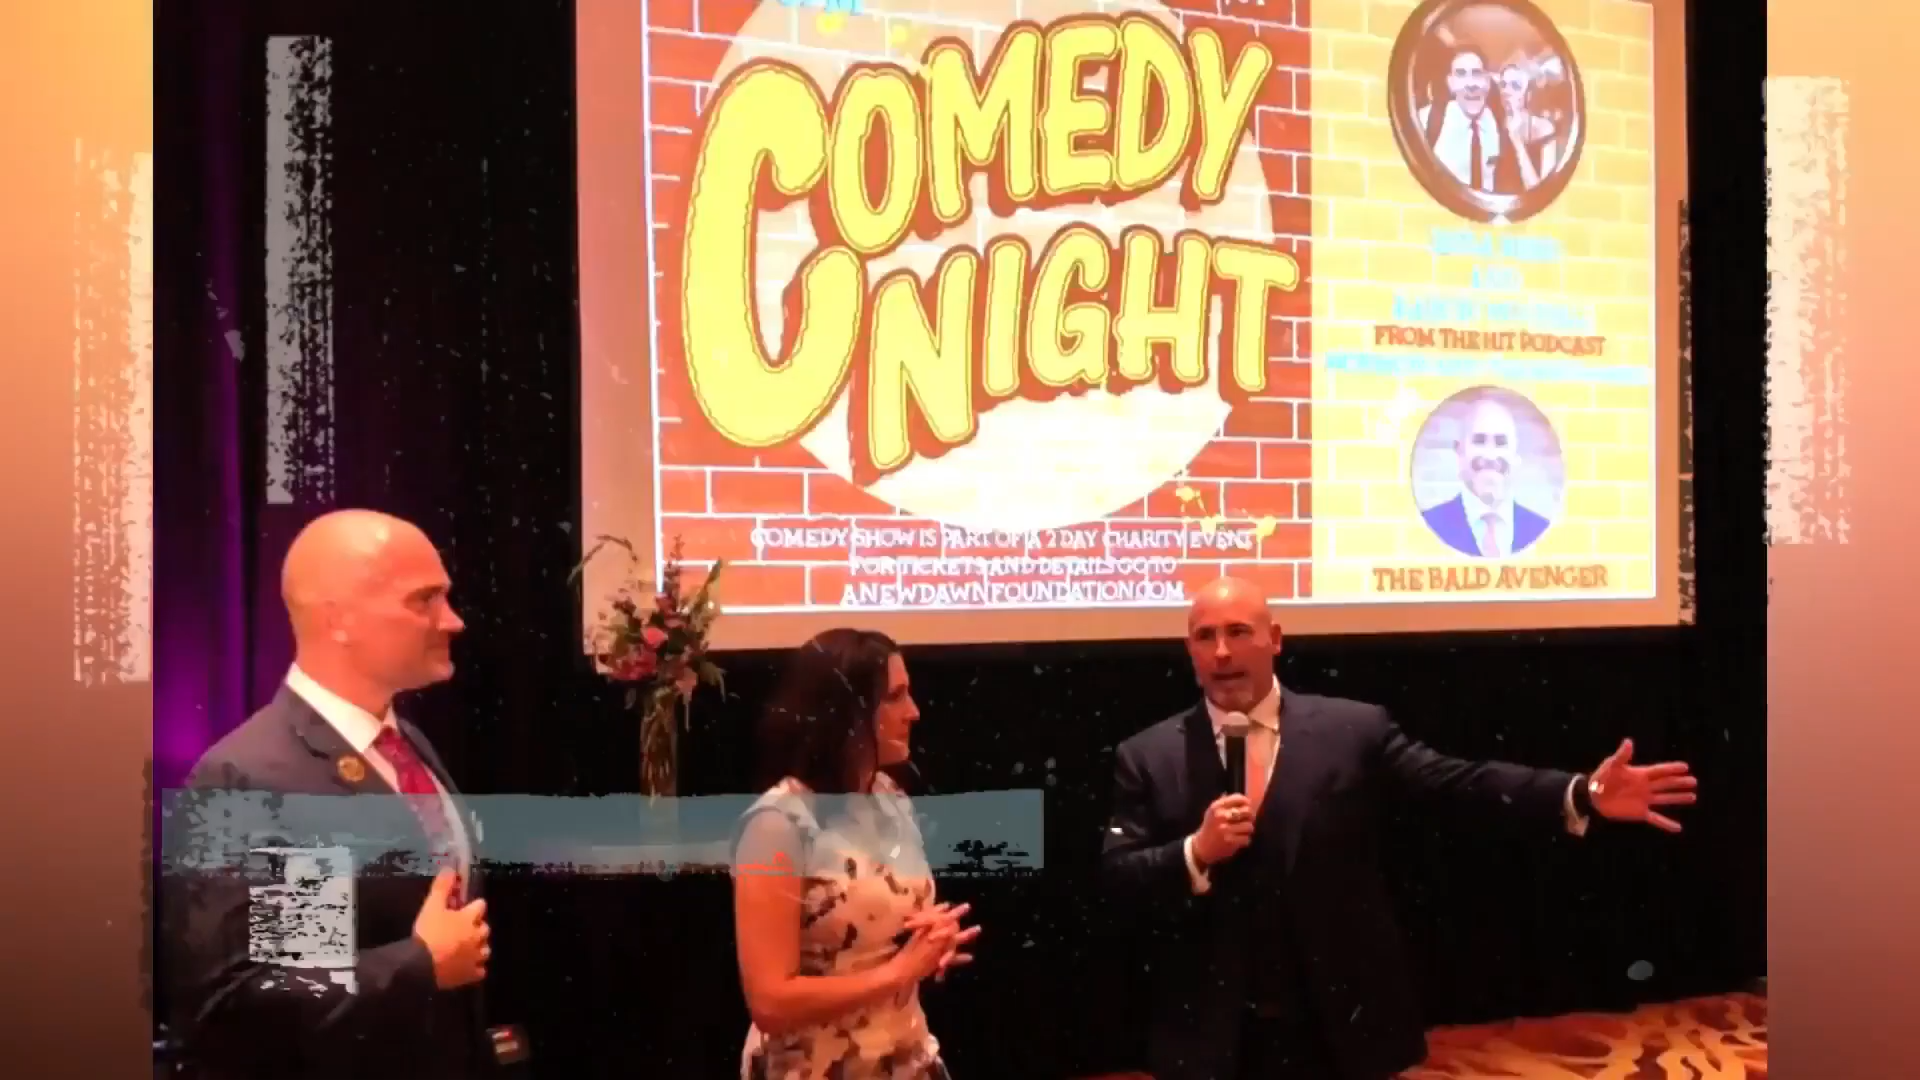 COMEDY
NIGHT
COMEDY SHOW IS PART OF A 2 DAY CHARITY EVENT
FOR TICKETS AND DETAILS GO TO
ANEWDAWNFOUNDATION.COM
AND
FROM THE HIT PODCAST
THE BALD AVENGER